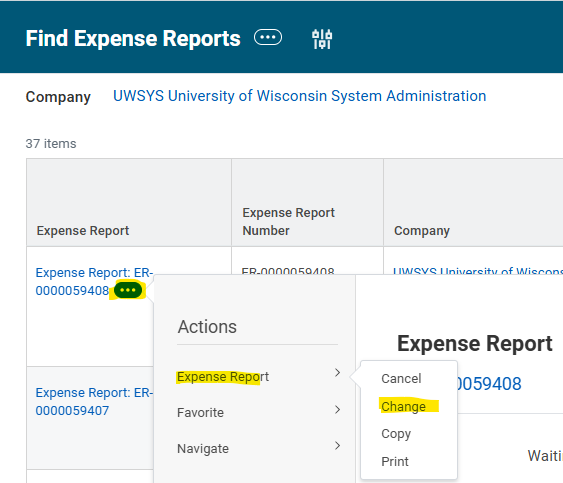 Find Expense Reports
Company UWSYS University of Wisconsin System Administration
37 items
Expense Report
Expense Report
Number
Company
Expense Report: ER-
0000059408
ER-0000059408
UWSYS University of Wiscons
Expense Report: ER-
0000059407
Actions
Expense Report
Favorite
Navigate
Cancel
Change
Copy
Print
Expense Report
0059408
Waiti